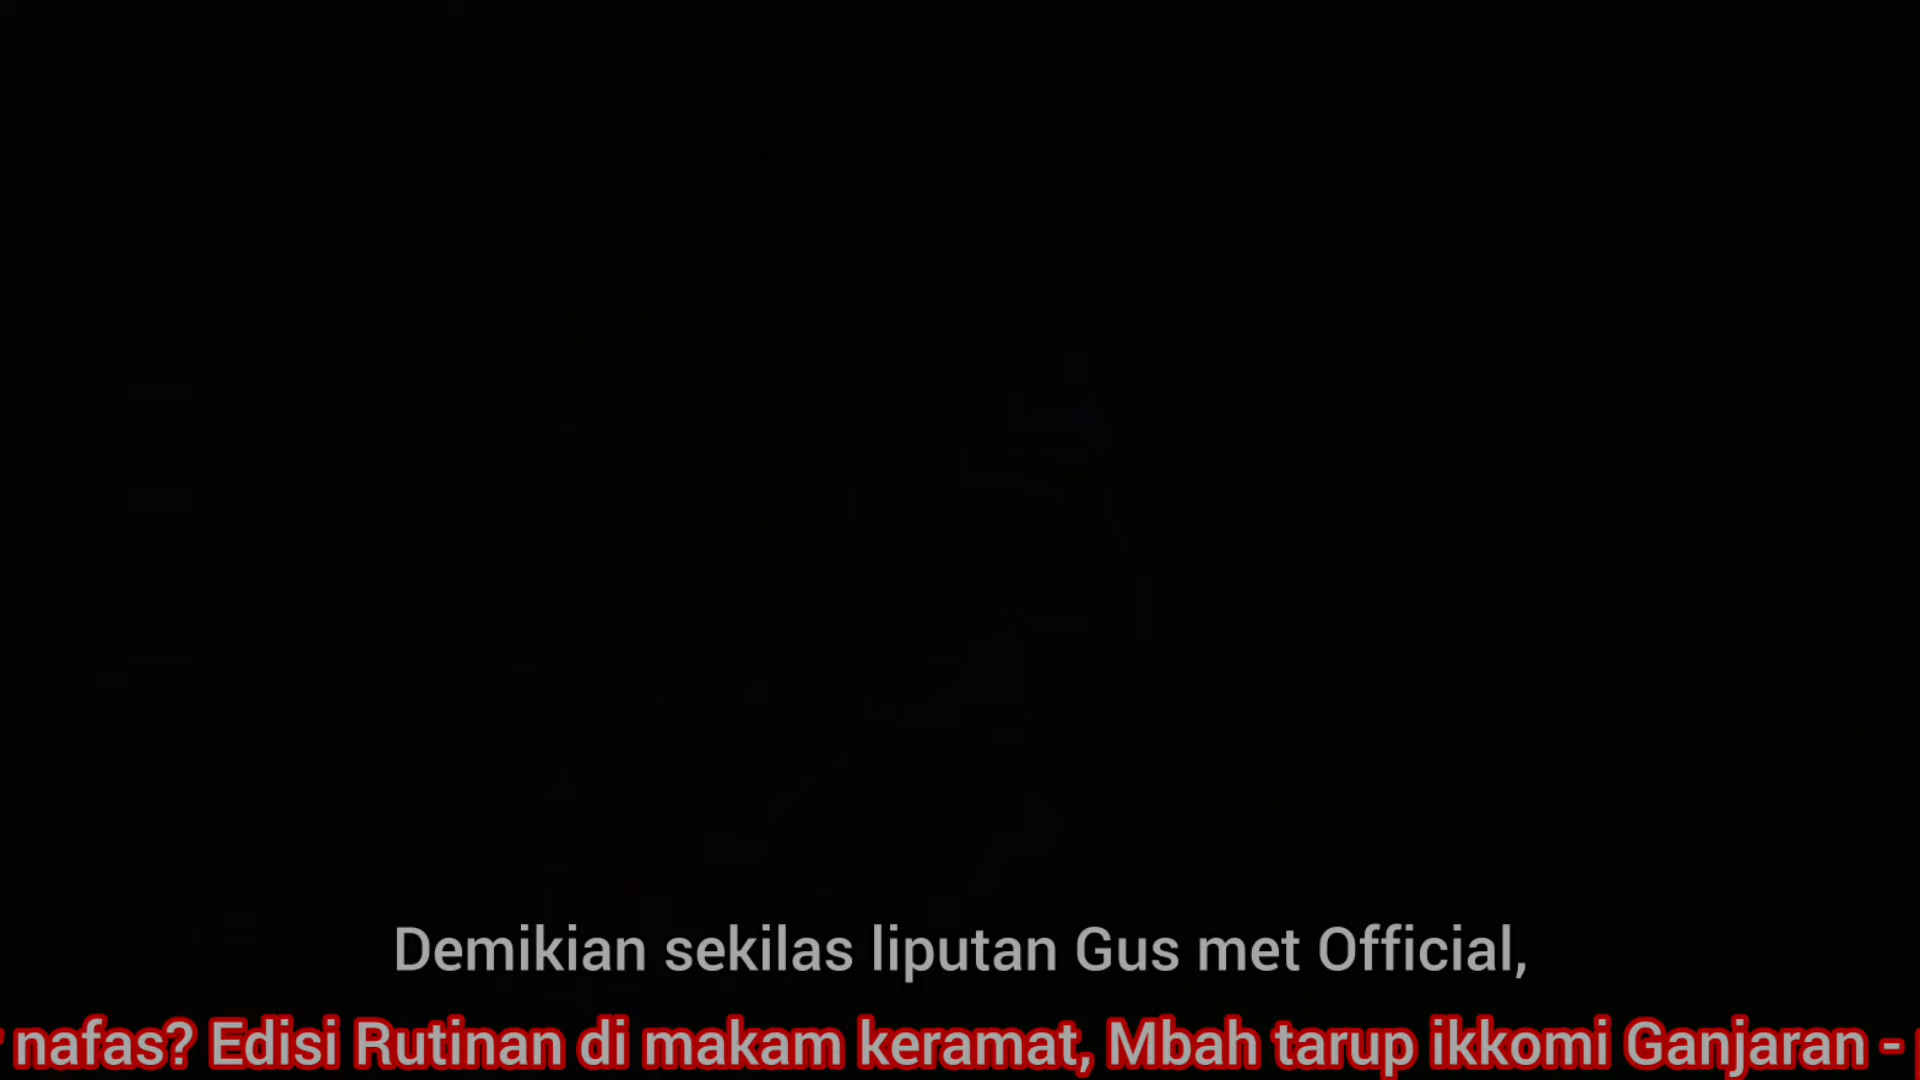 Demikian sekilas liputan Gus met Official,
nafas? Edisi Rutinan di makam keramat, Mbah tarup ikkomi Ganjaran -